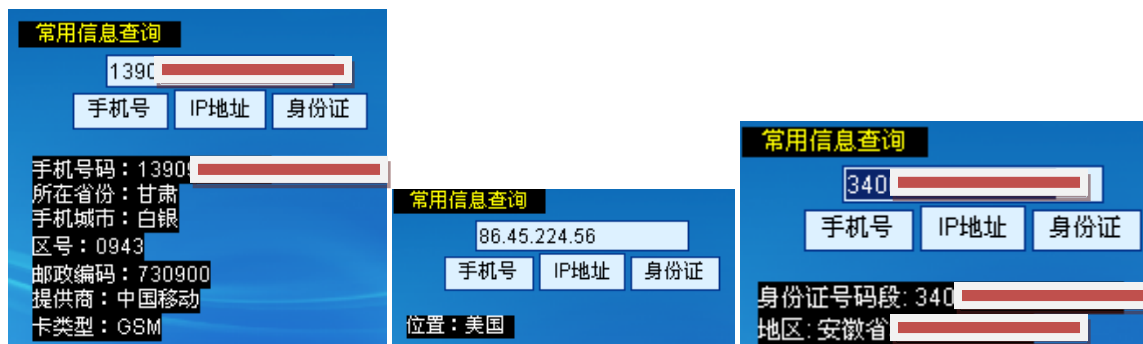 常用信息查询
1390
手机号 IP地址 身份证
手机号码：1390
所在省份：甘肃
手机城市：白银
区号：0943
邮政编码：730900
提供商：中国移动
卡类型：GSM
常用信息查询
86.45.224.56
手机号 IP地址 身份证
位置：美国
常用信息查询
340
手机号 IP地址 身份证
身份证号码段: 340
地区: 安徽省